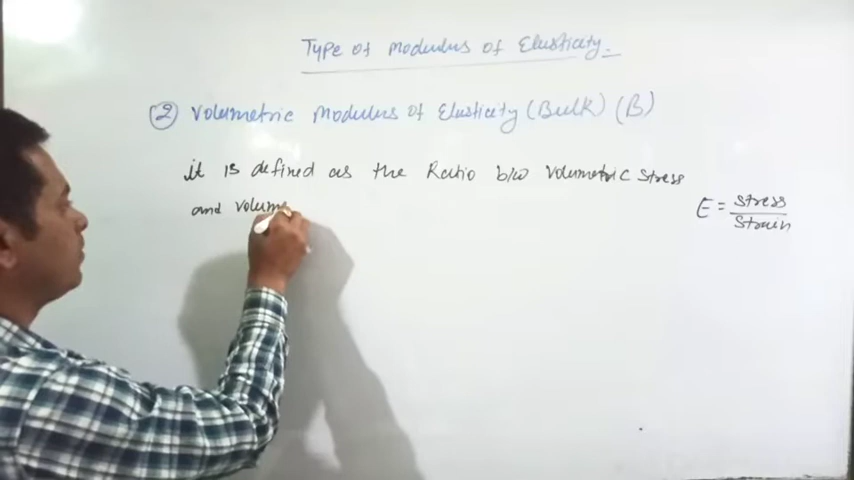 Type of modulus of Elasticity
(2) Volumetric Modulus of Elasticity (Bulk) (B)
it is defined as the Ratio b/w volumetric stress
and volum
E = stress / strain